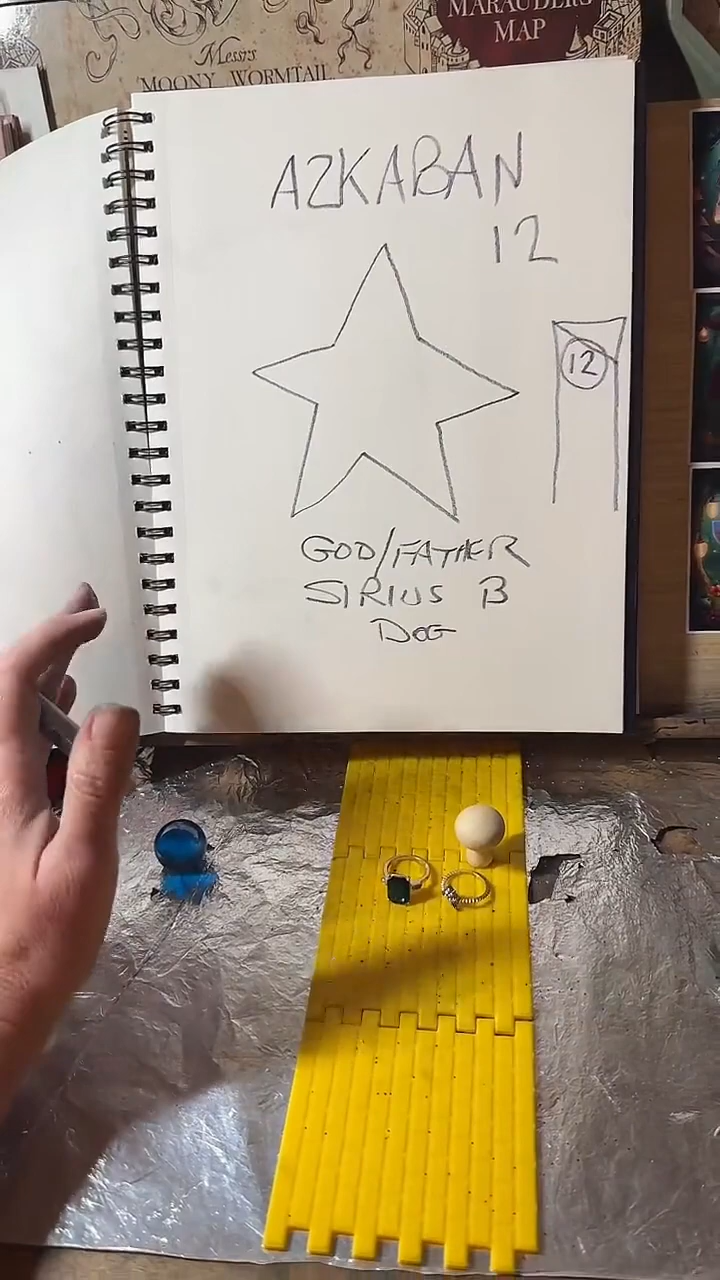 MARAUDER'S
MAP
Messrs
MOONY WORMTAIL
AZKABAN
12
12
GOD/FATHER
SIRIUS B
DOG